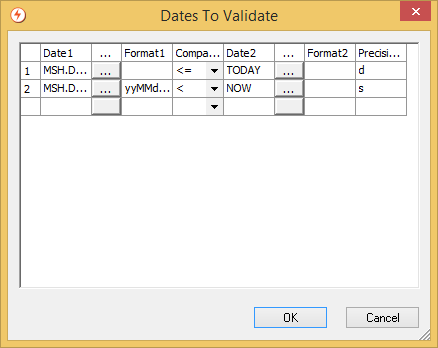 Dates To Validate
Date1 ... Format1 Compa... Date2 ... Format2 Precisi...
1 MSH.D... ... <= TODAY ... d
2 MSH.D... ... yyMMd... < NOW ... s
OK Cancel